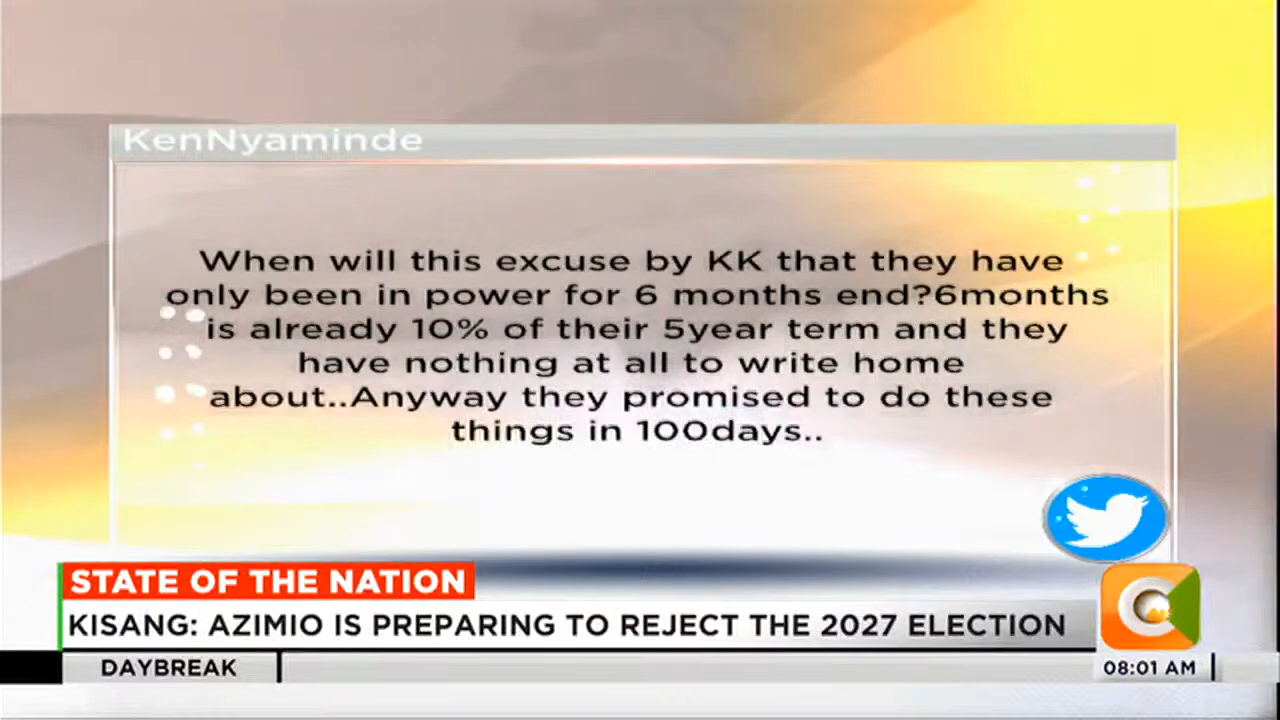 KenNyaminde
When will this excuse by KK that they have
only been in power for 6 months end?6months
is already 10% of their 5year term and they
have nothing at all to write home
about..Anyway they promised to do these
things in 100days..
STATE OF THE NATION
KISANG: AZIMIO IS PREPARING TO REJECT THE 2027 ELECTION
DAYBREAK
08:01 AM